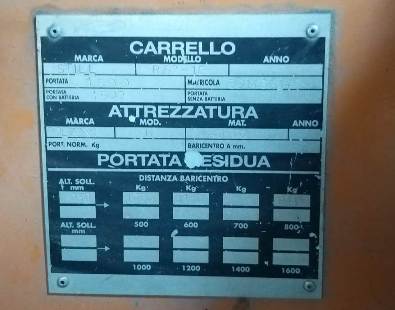 CARRELLO
MARCA MODELLO ANNO
STILL
PORTATA MATRICOLA
PORTATA CON BATTERIA PORTATA SENZA BATTERIA
ATTREZZATURA
MARCA MOD. MAT. ANNO
PORT. NORM. Kg BARICENTRO A mm.
PORTATA RESIDUA
ALT. SOLL. mm DISTANZA BARICENTRO
Kg Kg Kg Kg
500 600 700 800
ALT. SOLL. mm
1000 1200 1400 1600